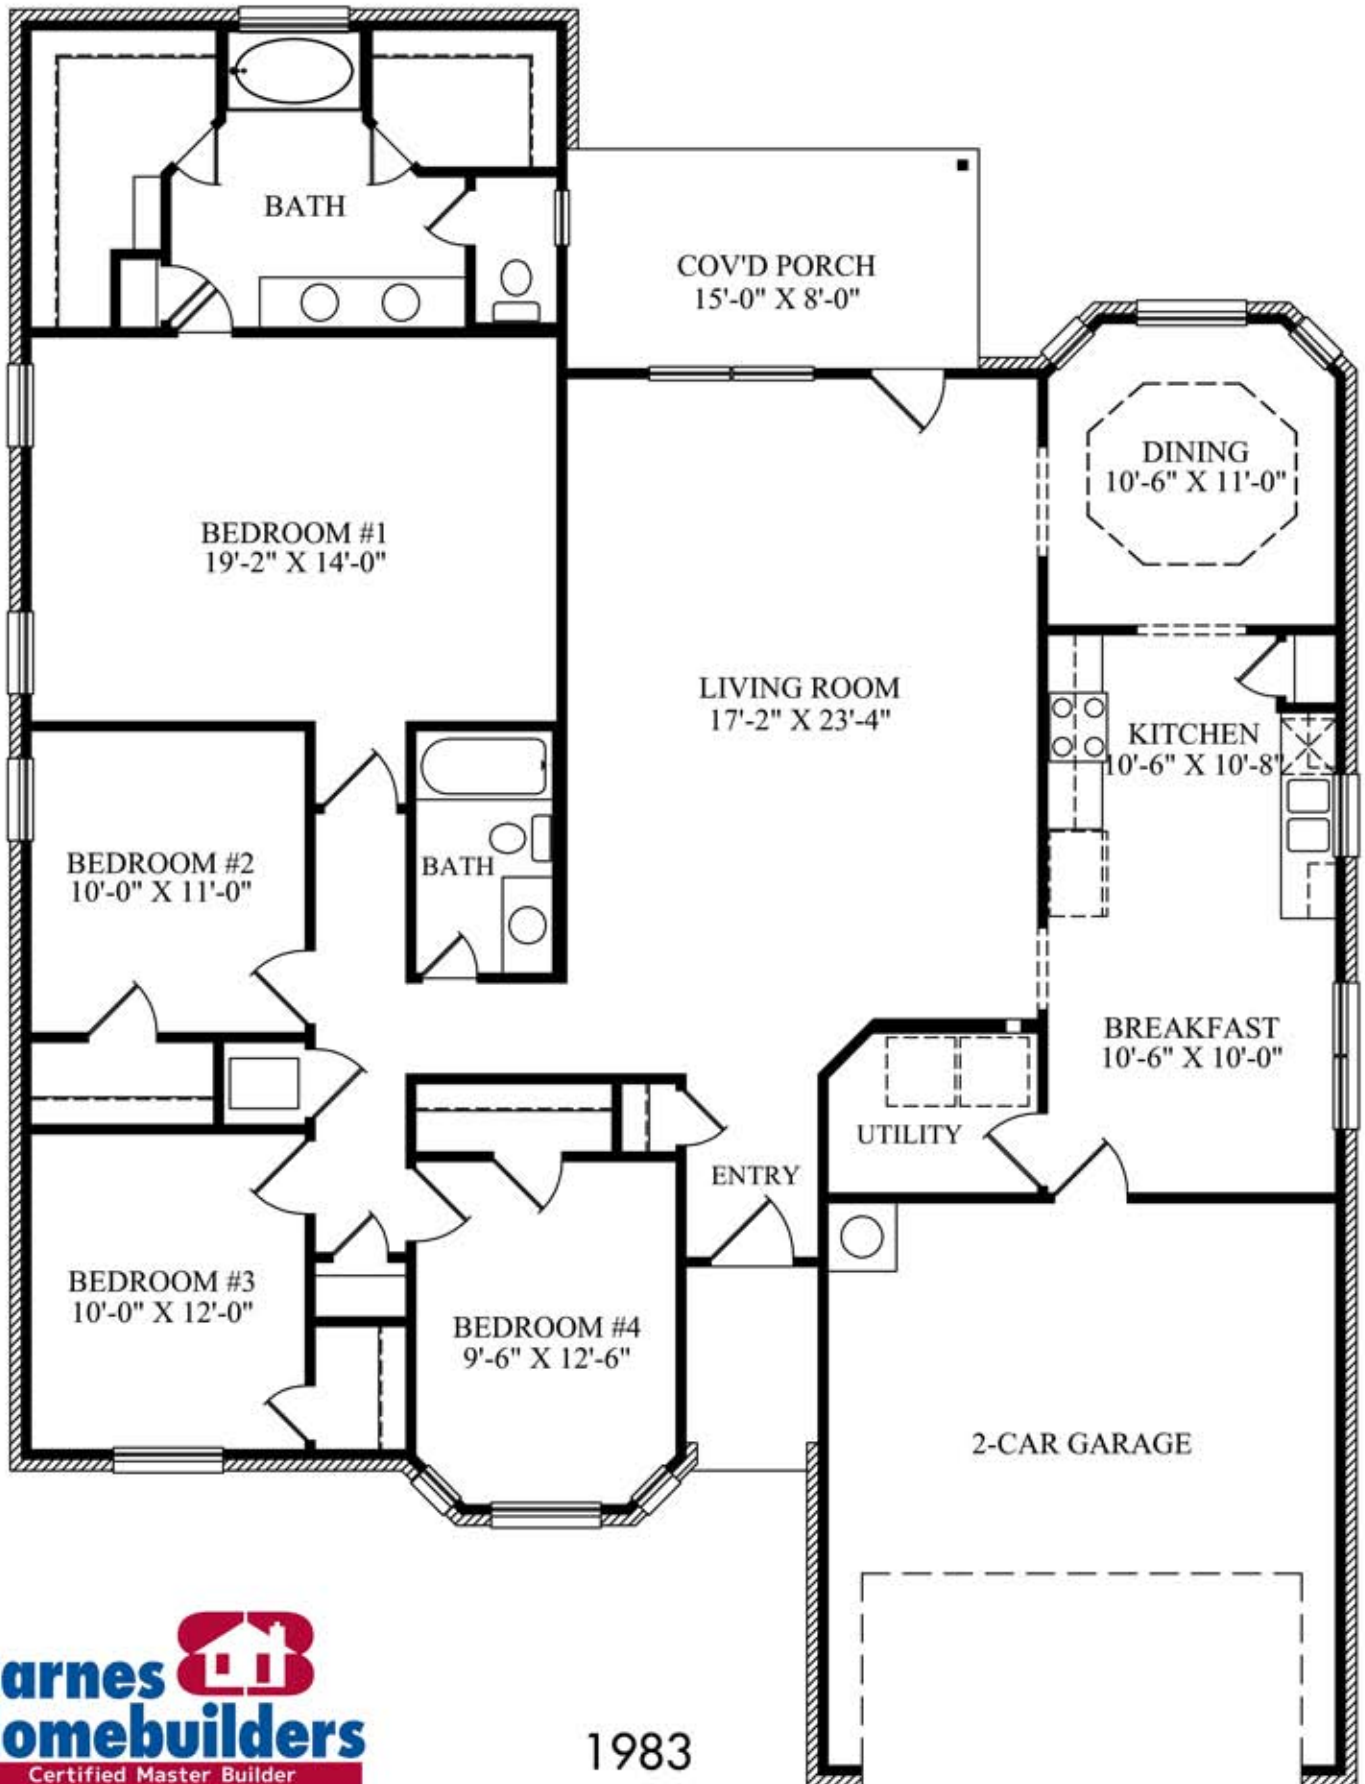 BATH
COV'D PORCH
15'-0" X 8'-0"
DINING
10'-6" X 11'-0"
BEDROOM #1
19'-2" X 14'-0"
LIVING ROOM
17'-2" X 23'-4"
KITCHEN
10'-6" X 10'-8"
BEDROOM #2
10'-0" X 11'-0"
BATH
BREAKFAST
10'-6" X 10'-0"
UTILITY
ENTRY
BEDROOM #3
10'-0" X 12'-0"
BEDROOM #4
9'-6" X 12'-6"
2-CAR GARAGE
arnes
omebuilders
Certified Master Builder
1983